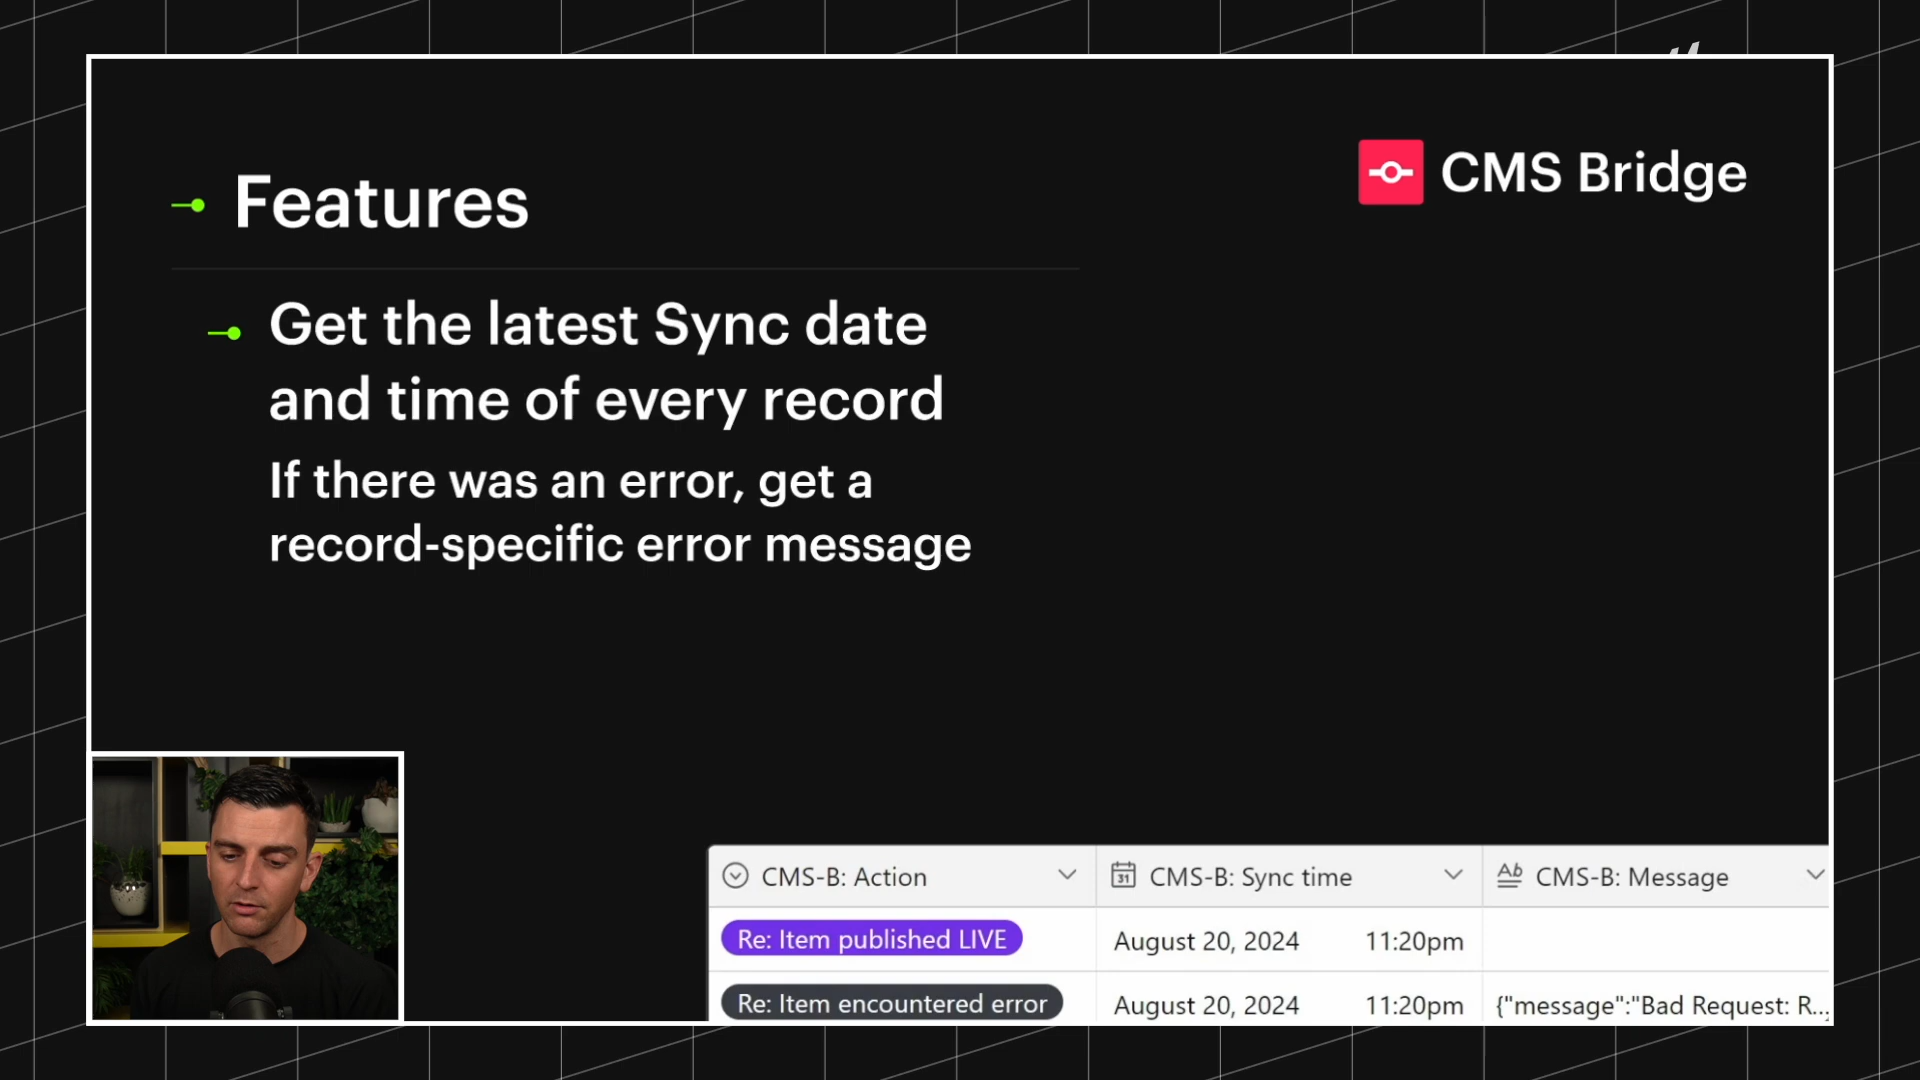 CMS Bridge
Features
Get the latest Sync date
and time of every record
If there was an error, get a
record-specific error message
CMS-B: Action
CMS-B: Sync time
CMS-B: Message
Re: Item published LIVE
August 20, 2024
11:20pm
Re: Item encountered error
August 20, 2024
11:20pm
{"message":"Bad Request: R...